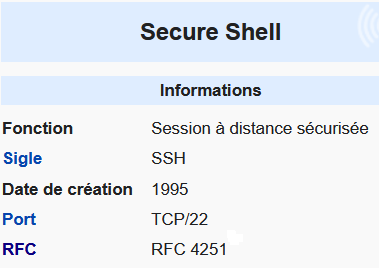 Secure Shell
Informations
Fonction Session à distance sécurisée
Sigle SSH
Date de création 1995
Port TCP/22
RFC RFC 4251